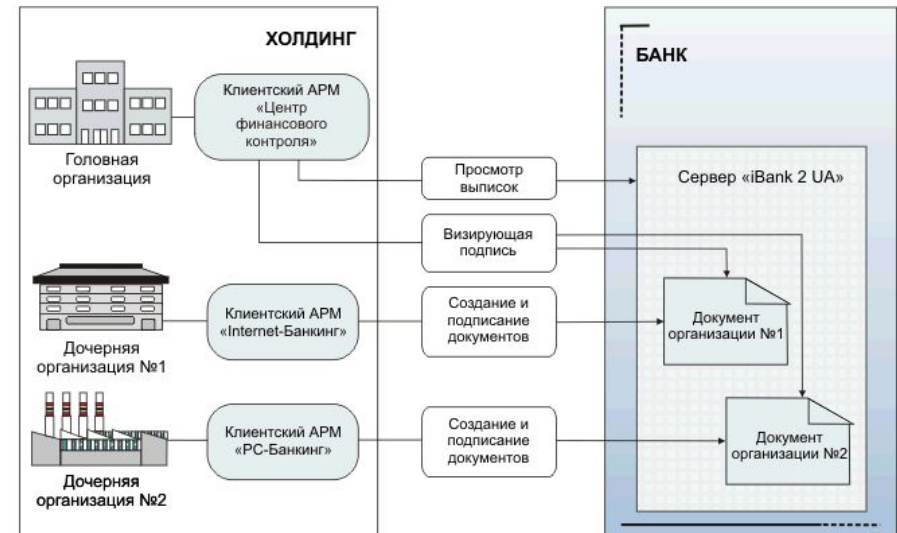 ХОЛДИНГ
Головная
организация
Клиентский АРМ
«Центр
финансового
контроля»
Просмотр
выписок
Визирующая
подпись
Дочерняя
организация №1
Клиентский АРМ
«Internet-Банкинг»
Создание и
подписание
документов
Дочерняя
организация №2
Клиентский АРМ
«PC-Банкинг»
Создание и
подписание
документов
БАНК
Сервер «iBank 2 UA»
Документ
организации №1
Документ
организации №2